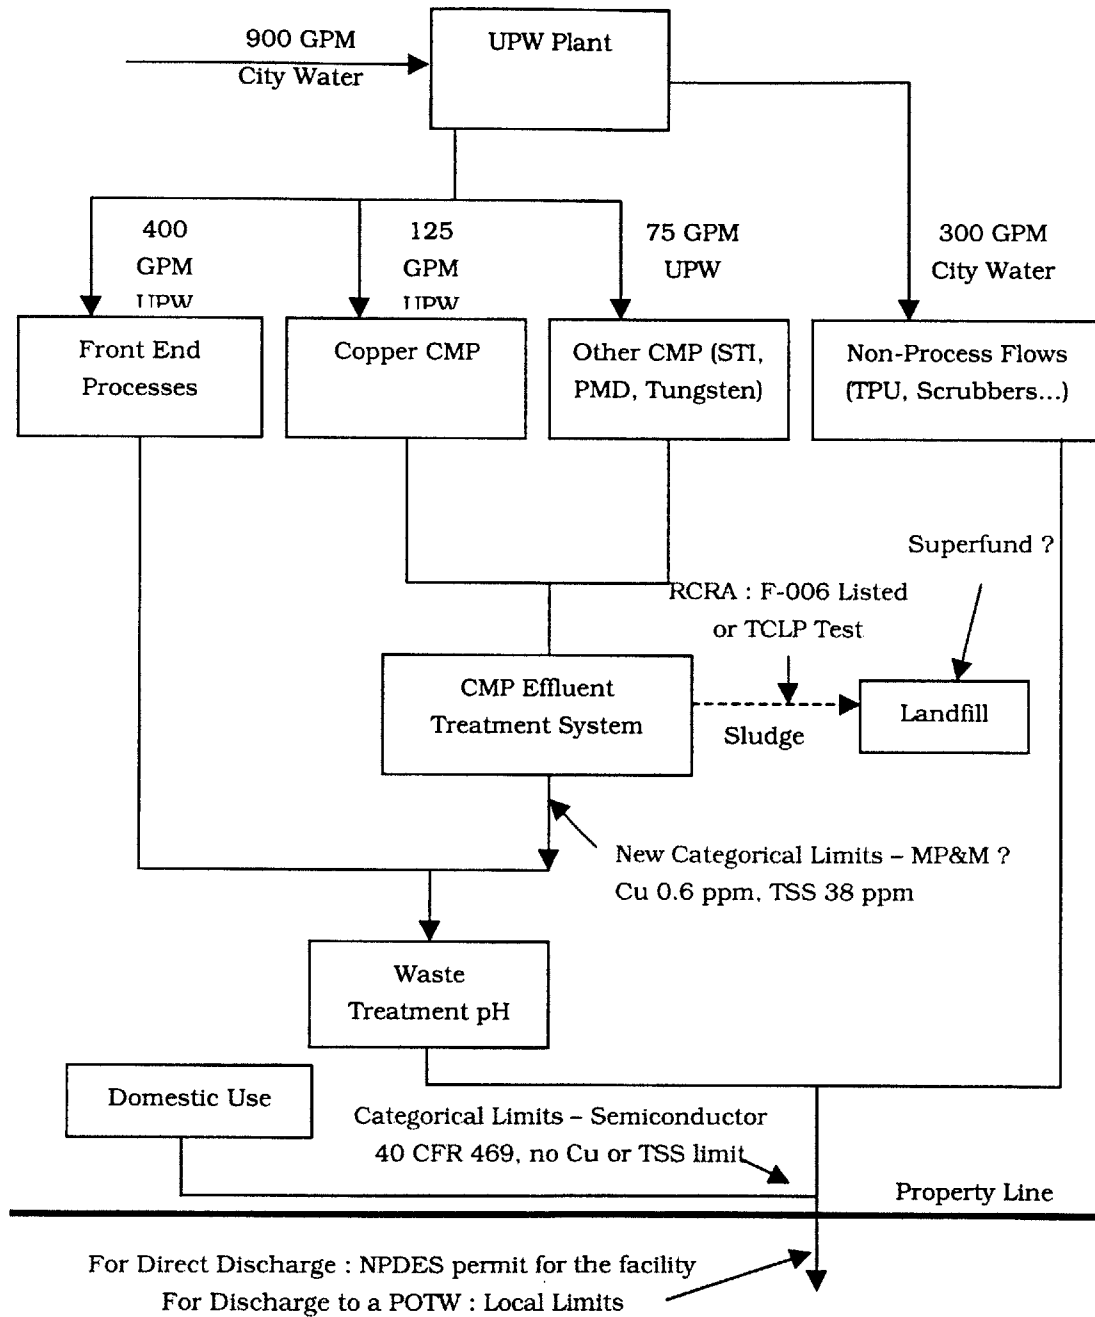 900 GPM
City Water
UPW Plant
400
GPM
UPW
125
GPM
UPW
75 GPM
UPW
300 GPM
City Water
Front End
Processes
Copper CMP
Other CMP (STI,
PMD, Tungsten)
Non-Process Flows
(TPU, Scrubbers...)
Superfund ?
RCRA : F-006 Listed
or TCLP Test
CMP Effluent
Treatment System
Sludge
Landfill
New Categorical Limits – MP&M ?
Cu 0.6 ppm, TSS 38 ppm
Waste
Treatment pH
Domestic Use
Categorical Limits – Semiconductor
40 CFR 469, no Cu or TSS limit
Property Line
For Direct Discharge : NPDES permit for the facility
For Discharge to a POTW : Local Limits